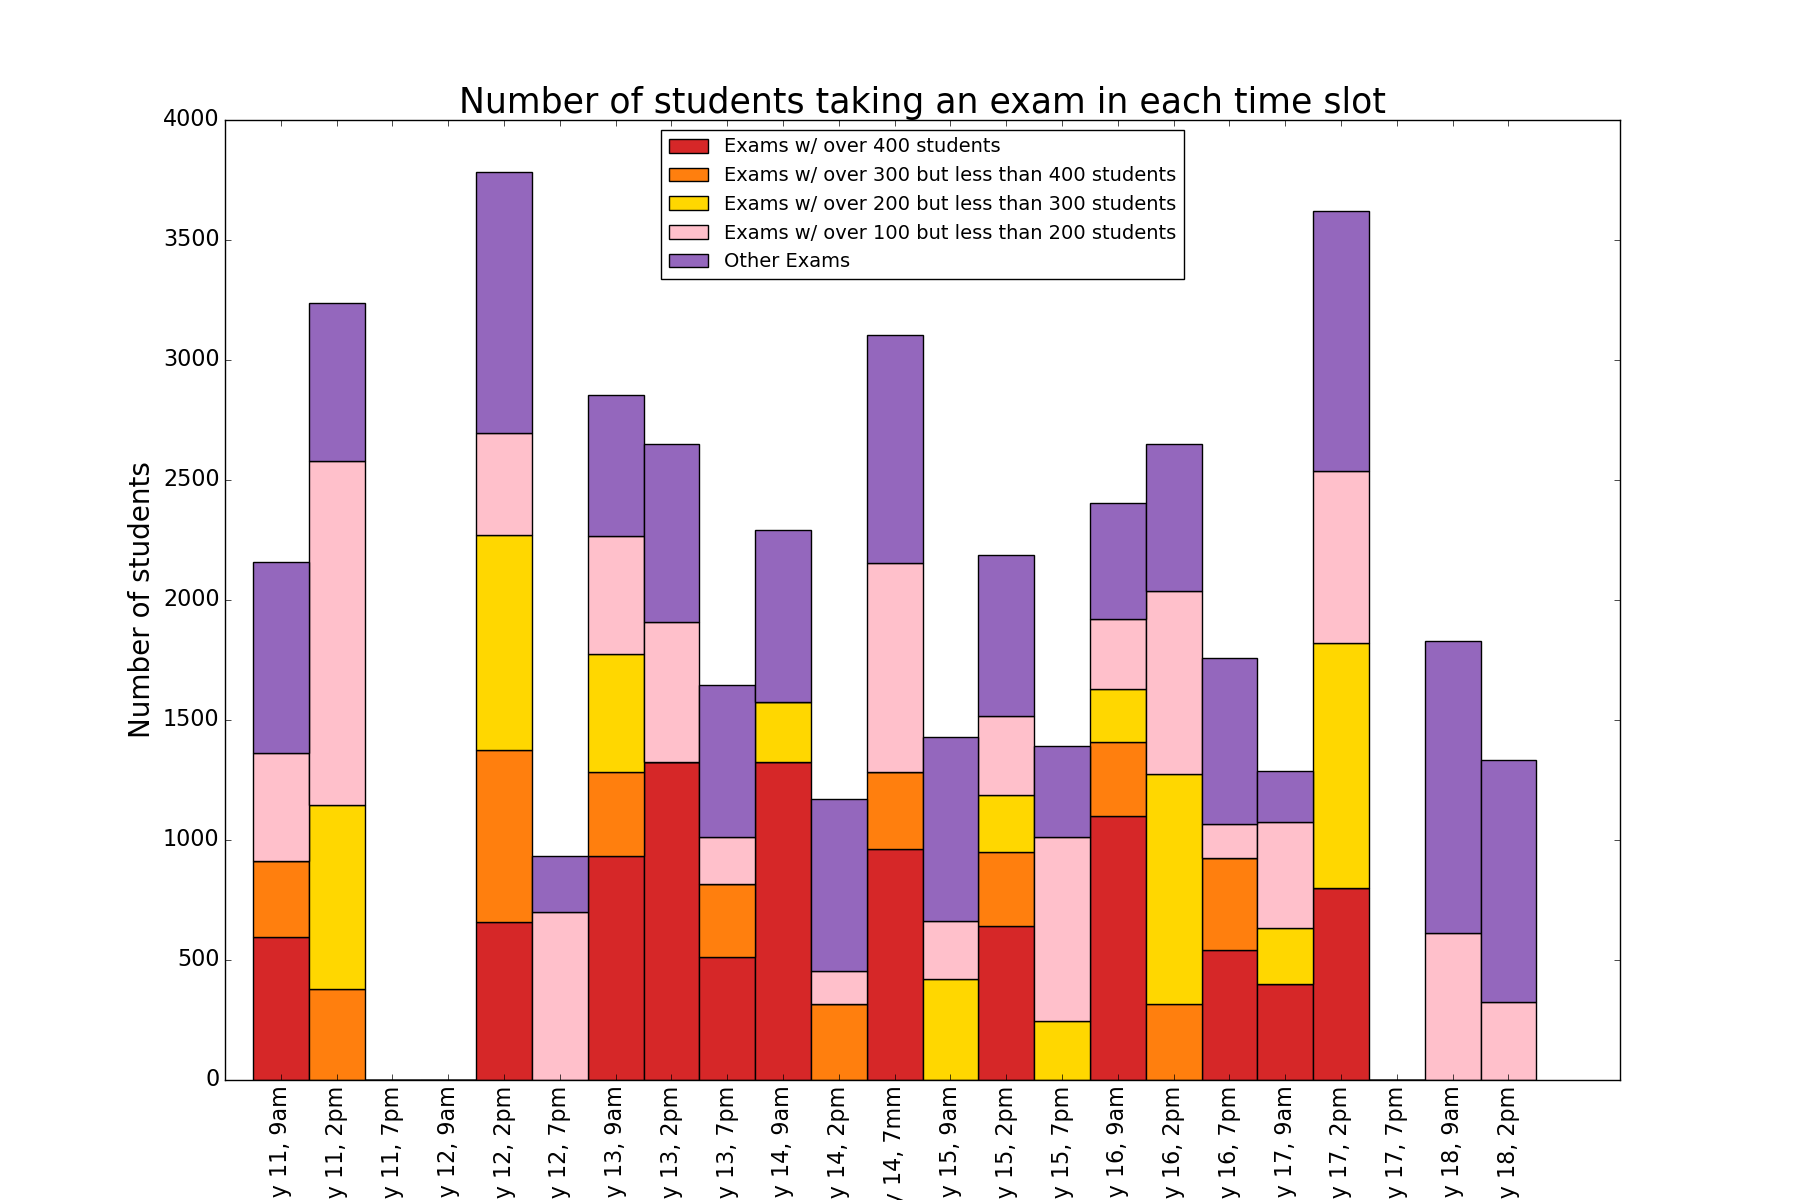 Number of students taking an exam in each time slot
Exams w/ over 400 students
Exams w/ over 300 but less than 400 students
Exams w/ over 200 but less than 300 students
Exams w/ over 100 but less than 200 students
Other Exams
Number of students
4000
3500
3000
2500
2000
1500
1000
500
0
y 11, 9am
y 11, 2pm
y 11, 7pm
y 12, 9am
y 12, 2pm
y 12, 7pm
y 13, 9am
y 13, 2pm
y 13, 7pm
y 14, 9am
y 14, 2pm
y 14, 7mm
y 15, 9am
y 15, 2pm
y 15, 7pm
y 16, 9am
y 16, 2pm
y 16, 7pm
y 17, 9am
y 17, 2pm
y 17, 7pm
y 18, 9am
y 18, 2pm